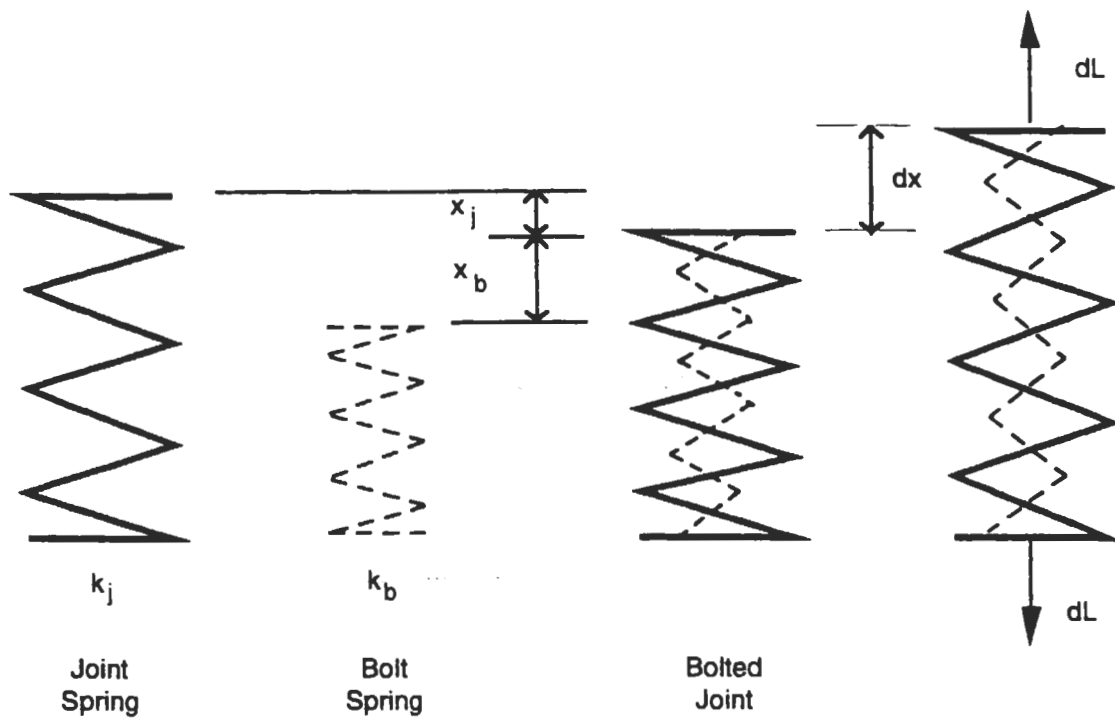 dL
dx
x j
x b
k j
k b
dL
Joint
Spring
Bolt
Spring
Bolted
Joint